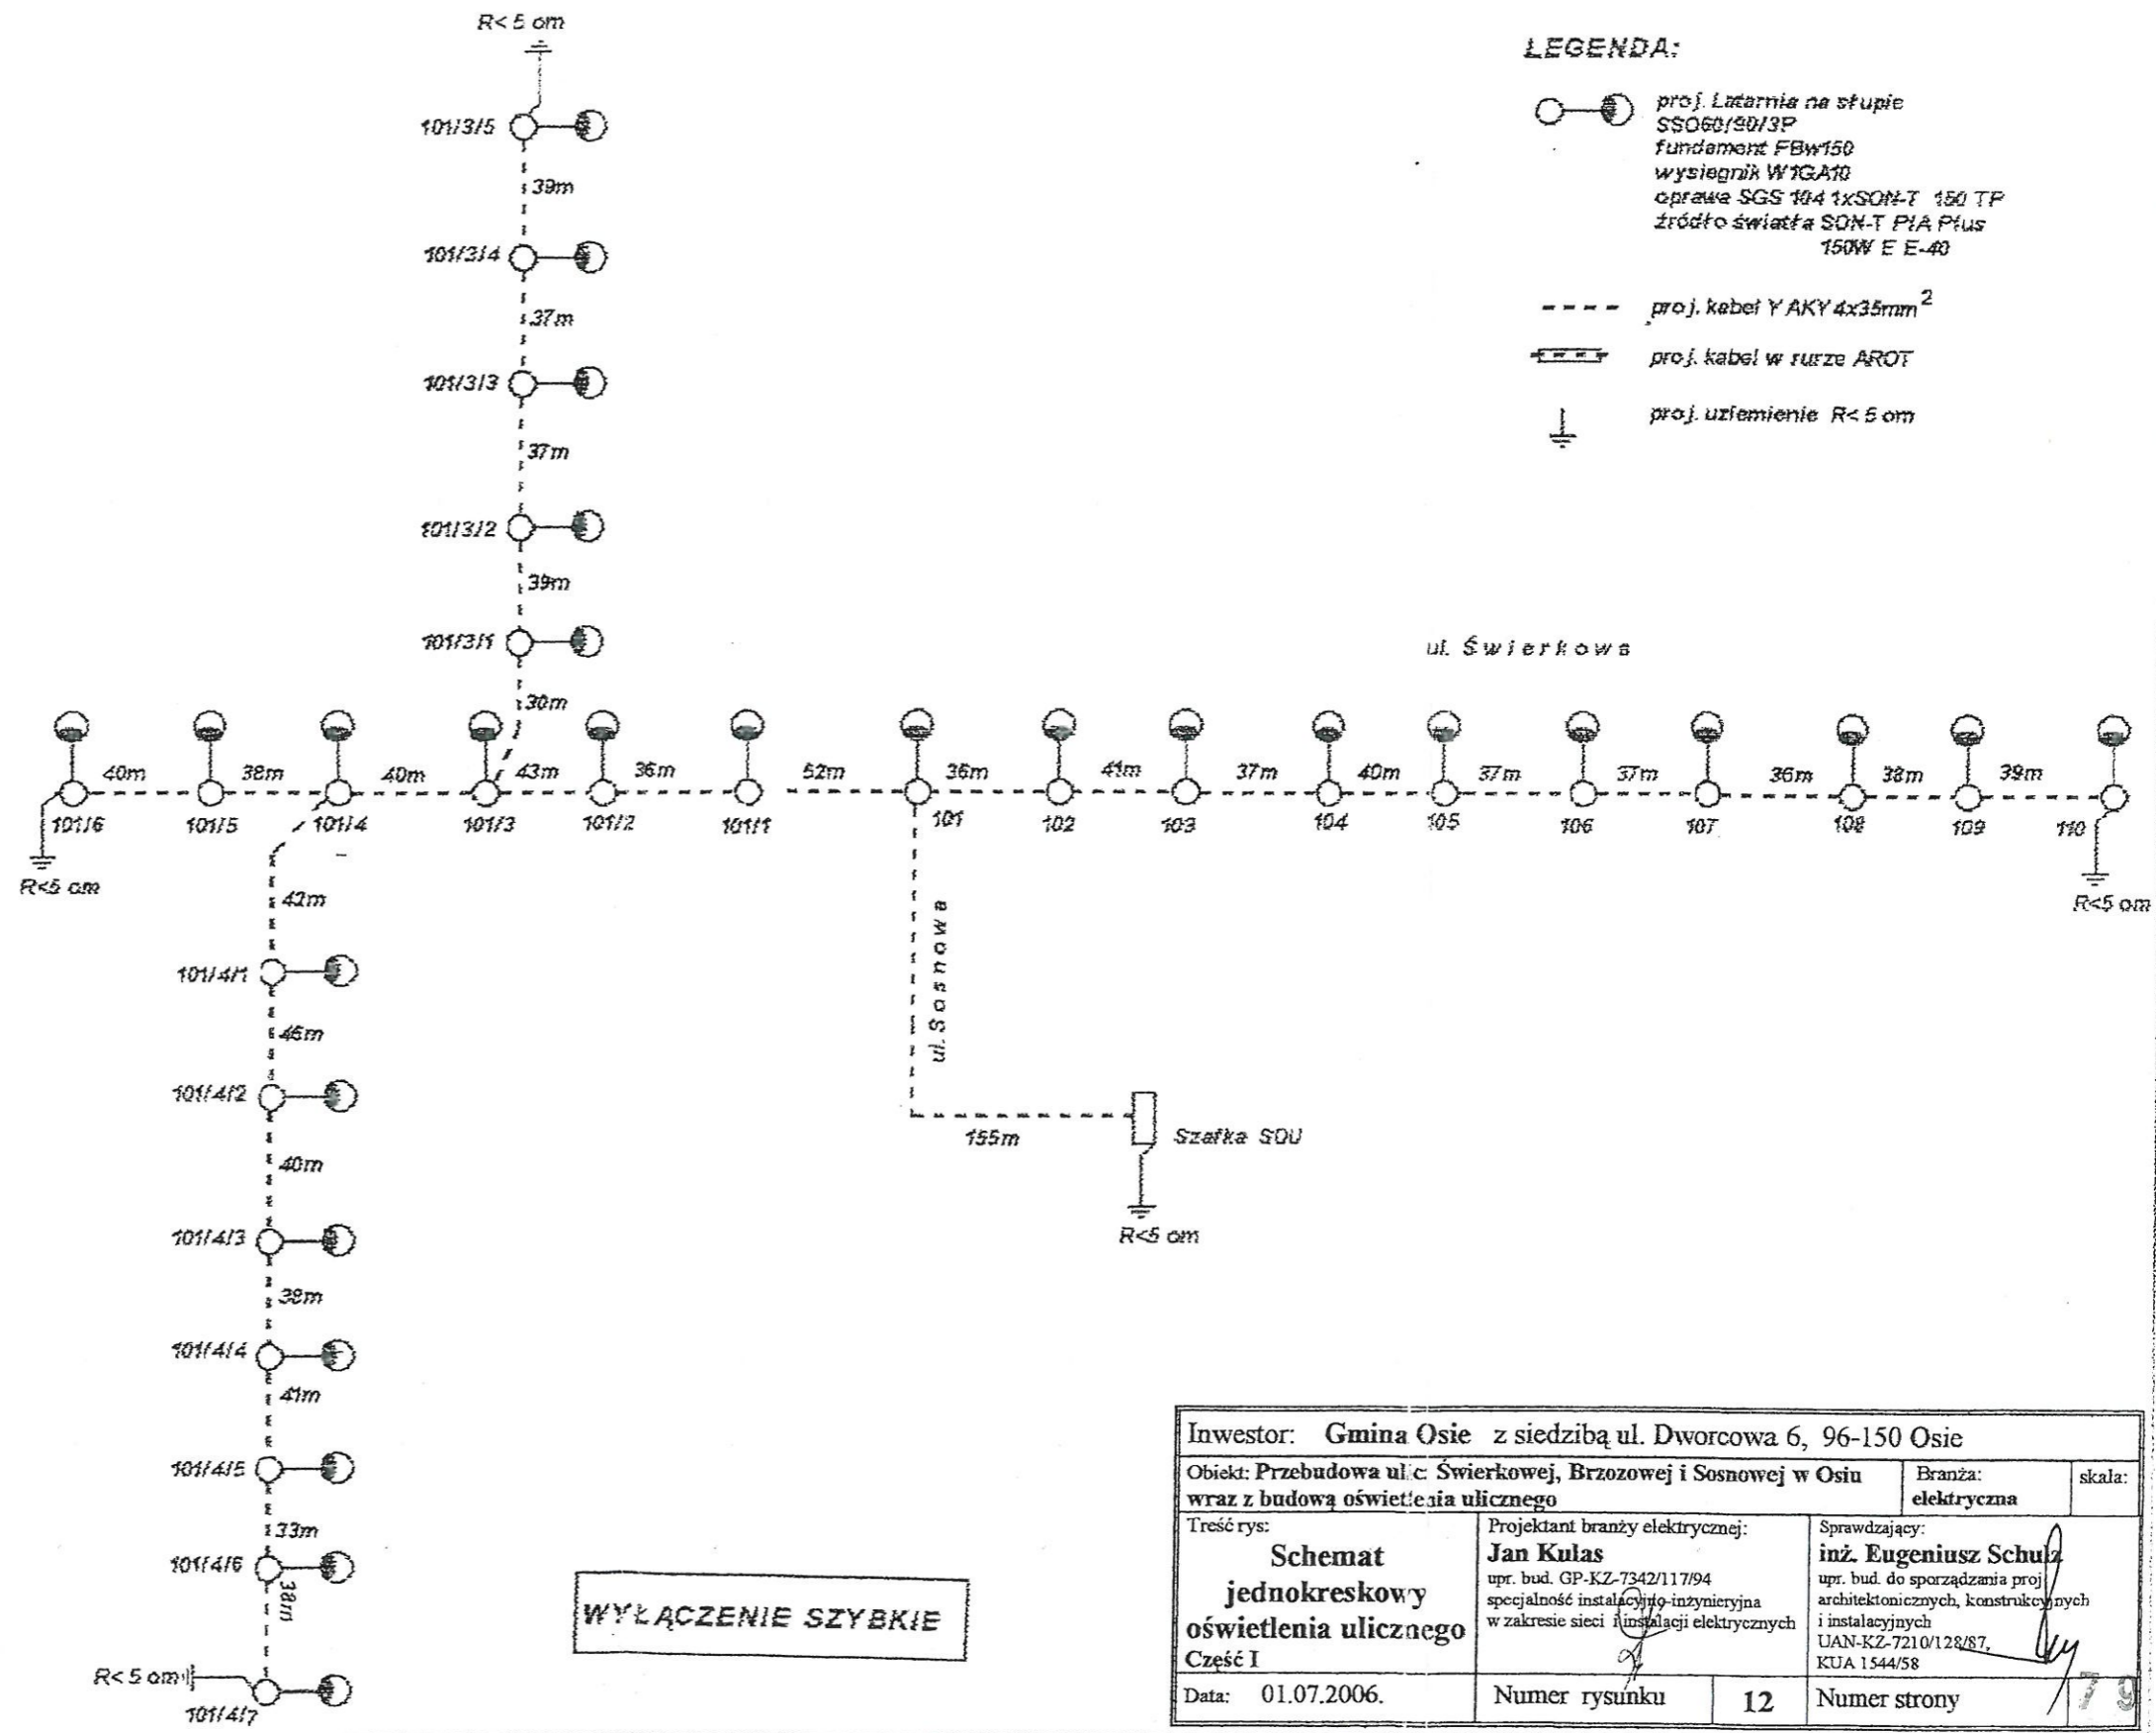 R< 5 om
LEGENDA:
proj. Latarnia na słupie
SSO60/90/3P
fundament FBw150
wysiegnik W1GA10
oprawa SGS 104 1xSON-T 150 TP
źródło światła SON-T PIA Plus
150W E E-40
proj. kabel YAKY 4x35mm²
proj. kabel w rurze AROT
proj. uziemienie R< 5 om
101/3/5
39m
101/3/4
37m
101/3/3
37m
101/3/2
39m
101/3/1
30m
ul. Świerkowa
40m 38m 40m 43m 36m 52m 36m 41m 37m 40m 37m 37m 36m 38m 39m
101/6 101/5 101/4 101/3 101/2 101/1 101 102 103 104 105 106 107 108 109 110
R<5 om
R<5 om
42m
101/4/1
101/4/2
40m
101/4/3
38m
101/4/4
41m
101/4/5
33m
101/4/6
38m
R< 5 om
101/4/7
ul. Sosnowa
155m
Szafka SOU
R<5 om
WYŁĄCZENIE SZYBKIE
Inwestor: Gmina Osie z siedzibą ul. Dworcowa 6, 96-150 Osie
Obiekt: Przebudowa ulic: Świerkowej, Brzozowej i Sosnowej w Osiu
wraz z budową oświetlenia ulicznego
Branża:
elektryczna
skala:
Treść rys:
Schemat
jednokreskowy
oświetlenia ulicznego
Część I
Projektant branży elektrycznej:
Jan Kulas
upr. bud. GP-KZ-7342/117/94
specjalność instalacyjno-inżynieryjna
w zakresie sieci i instalacji elektrycznych
Sprawdzający:
inż. Eugeniusz Schulz
upr. bud. do sporządzania proj
architektonicznych, konstrukcyjnych
i instalacyjnych
UAN-KZ-7210/128/87,
KUA 1544/58
Data: 01.07.2006.
Numer rysunku 12
Numer strony 79